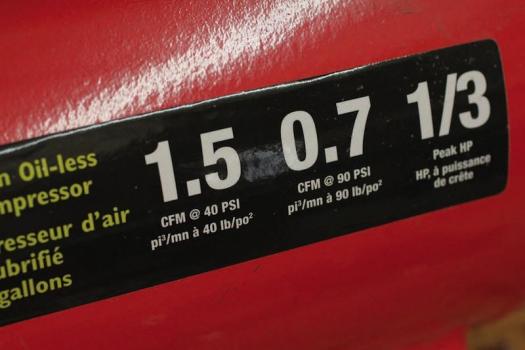 n Oil-less
mpressor
resseur d'air
ubrifié
gallons
1.5
CFM @ 40 PSI
pi³/mn à 40 lb/po²
0.7
CFM @ 90 PSI
pi³/mn à 90 lb/po²
1/3
Peak HP
HP, à puissance
de crête